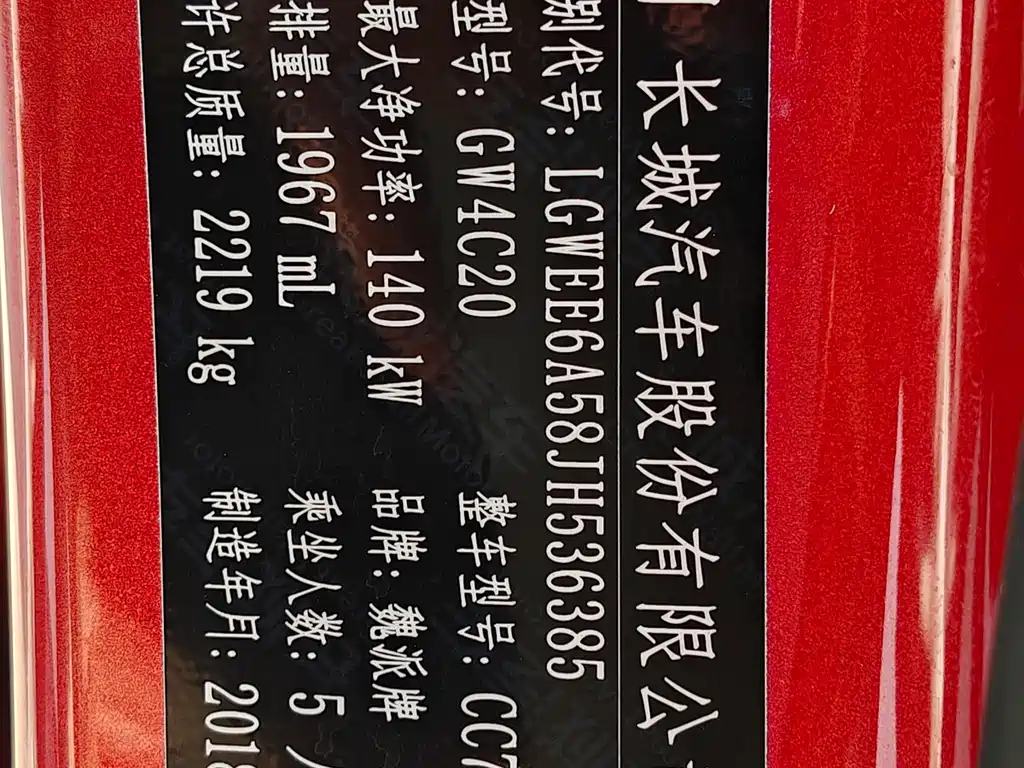 长城汽车股份有限公
别代号: LGWEE6A58JH536385
型号: GW4C20 整车型号: CC7
最大净功率: 140 kW 品牌: 魏派牌
排量: 1967 mL 乘坐人数: 5
许总质量: 2219 kg 制造年月: 2018